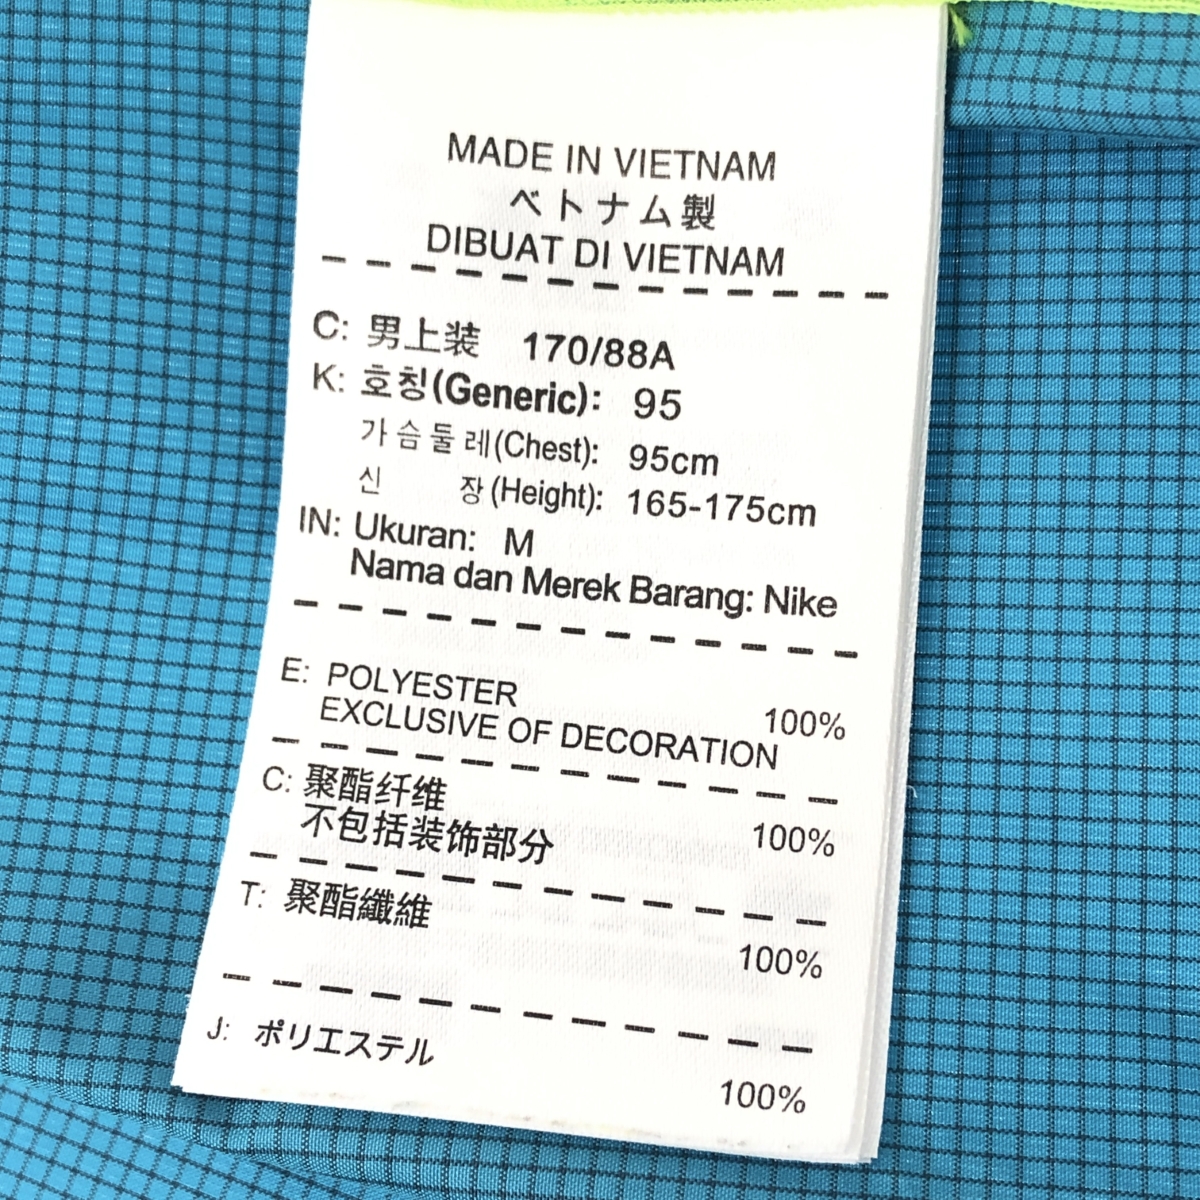 MADE IN VIETNAM
ベトナム製
DIBUAT DI VIETNAM
C: 男上装 170/88A
K: 호칭(Generic): 95
가슴둘레(Chest): 95cm
신 장(Height): 165-175cm
IN: Ukuran: M
Nama dan Merek Barang: Nike
E: POLYESTER 100%
EXCLUSIVE OF DECORATION
C: 聚酯纤维 100%
不包括装饰部分
T: 聚酯纖維 100%
J: ポリエステル 100%